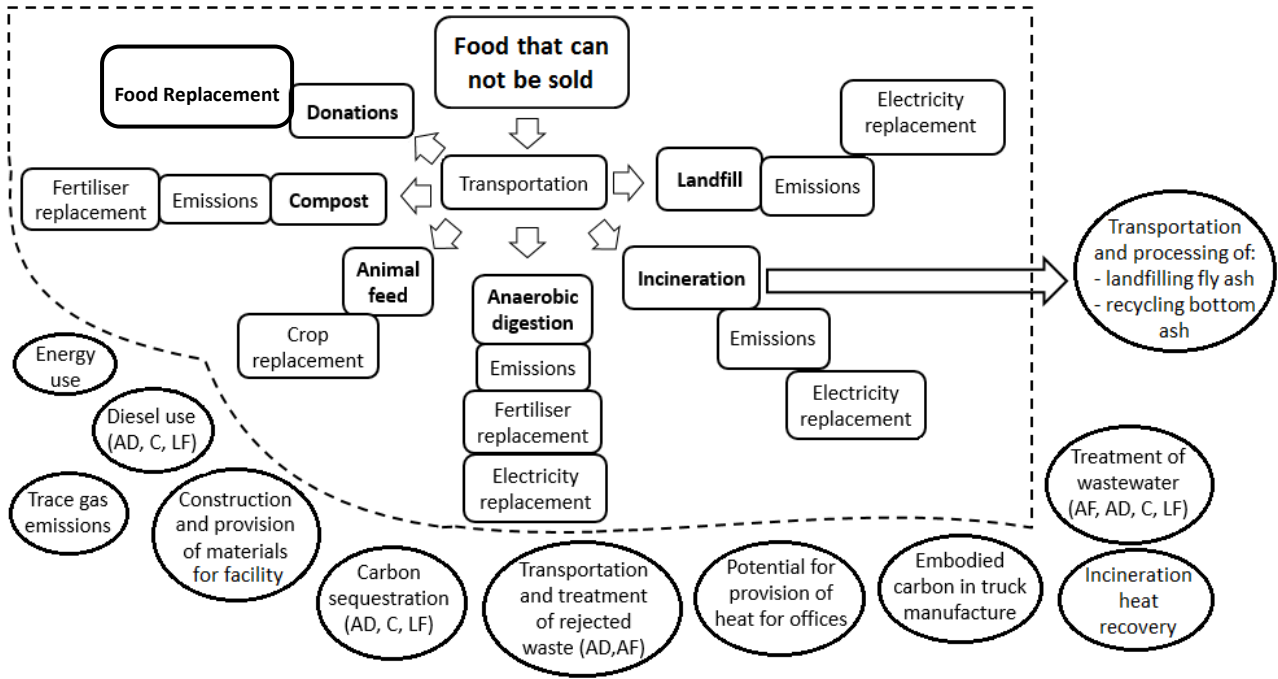 Food that can
not be sold
Food Replacement
Donations
Electricity
replacement
Transportation
Landfill
Emissions
Fertiliser
replacement
Emissions
Compost
Transportation
and processing of:
- landfilling fly ash
- recycling bottom
ash
Animal
feed
Anaerobic
digestion
Incineration
Crop
replacement
Emissions
Emissions
Energy
use
Electricity
replacement
Fertiliser
replacement
Diesel use
(AD, C, LF)
Electricity
replacement
Treatment of
wastewater
(AF, AD, C, LF)
Trace gas
emissions
Construction
and provision
of materials
for facility
Carbon
sequestration
(AD, C, LF)
Transportation
and treatment
of rejected
waste (AD,AF)
Potential for
provision of
heat for offices
Embodied
carbon in truck
manufacture
Incineration
heat
recovery